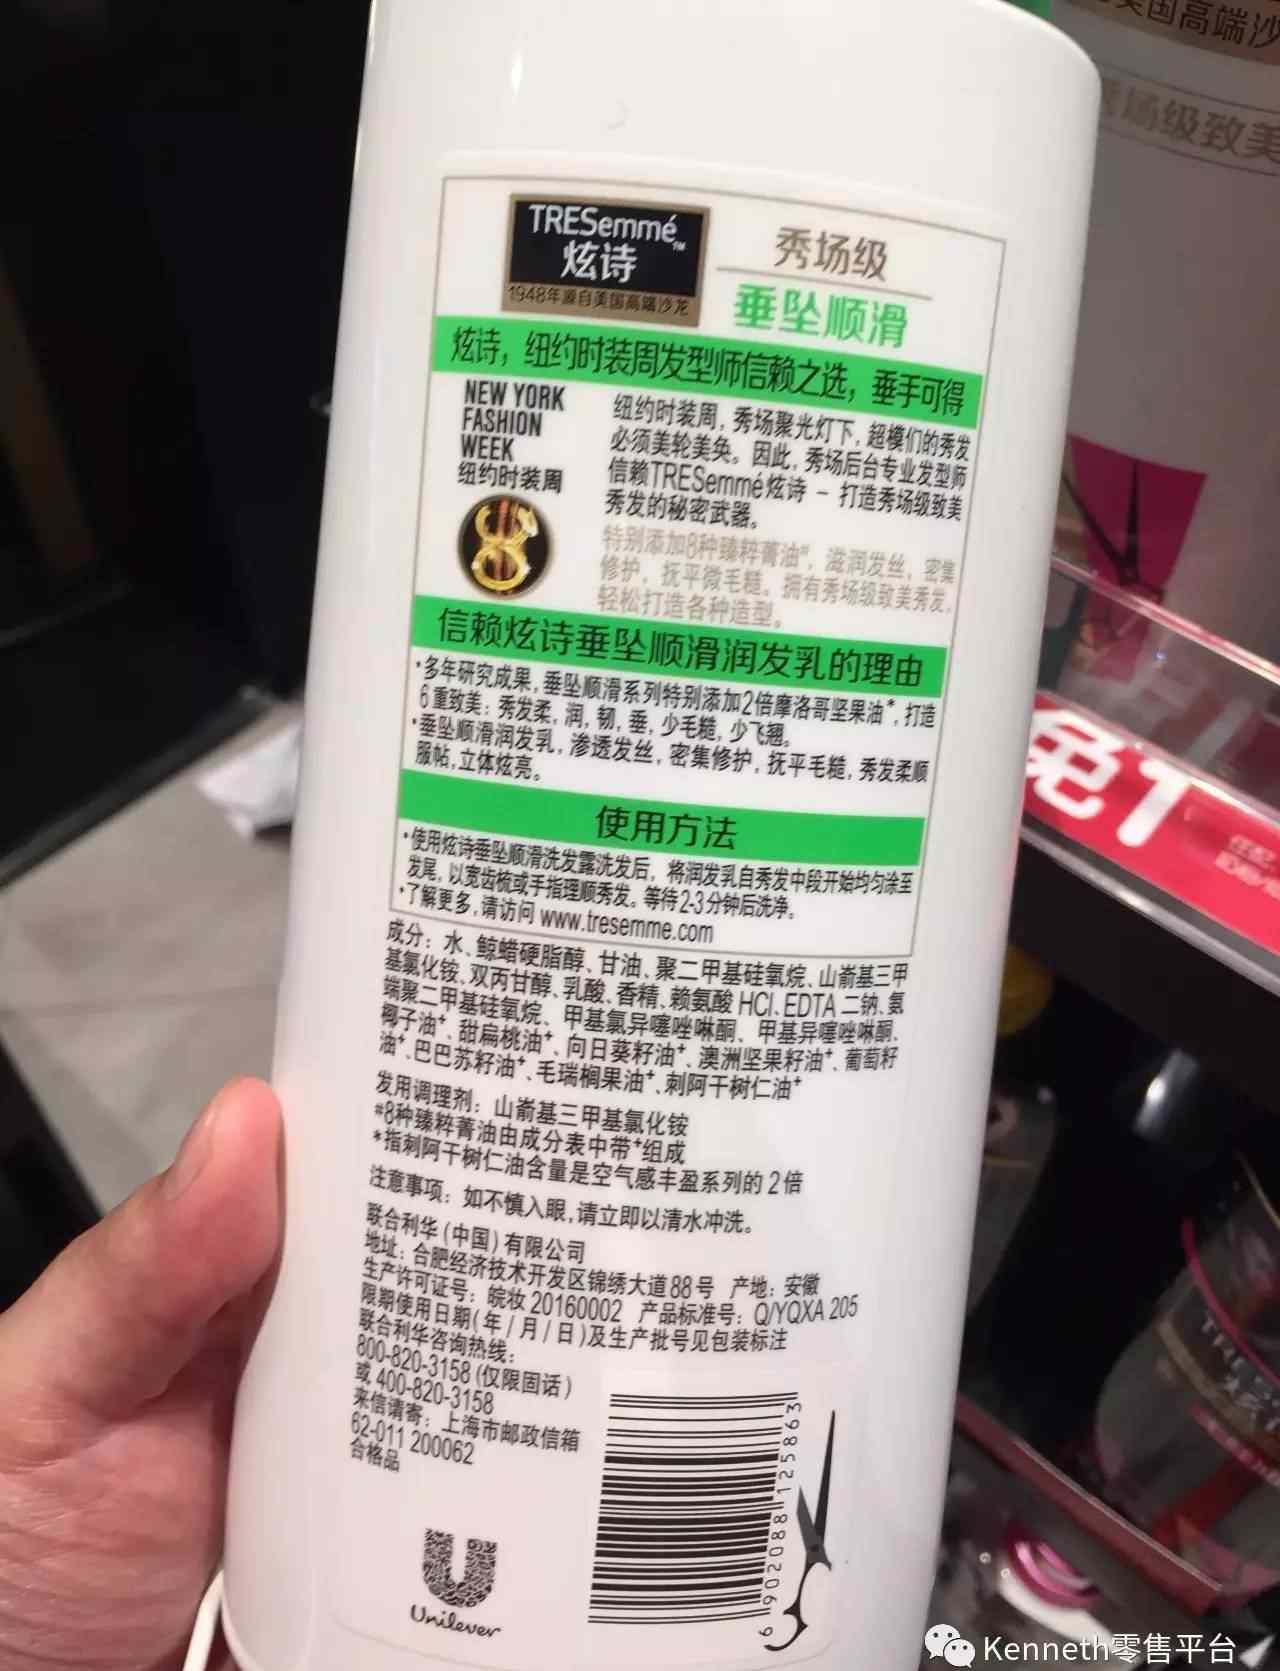 TRESemmé™
炫诗
1948年源自美国高端沙龙
秀场级
垂坠顺滑
炫诗，纽约时装周发型师信赖之选，垂手可得
NEW YORK
FASHION
WEEK
纽约时装周
纽约时装周，秀场聚光灯下，超模们的秀发
必须美轮美奂。因此，秀场后台专业发型师
信赖TRESemmé炫诗 - 打造秀场级致美
秀发的秘密武器。
特别添加8种臻粹菁油#，滋润发丝，密集
修护，抚平微毛糙。拥有秀场级致美秀发，
轻松打造各种造型。
信赖炫诗垂坠顺滑润发乳的理由
·多年研究成果，垂坠顺滑系列特别添加2倍摩洛哥坚果油*，打造
6重致美：秀发柔，润，韧，垂，少毛糙，少飞翘。
·垂坠顺滑润发乳，渗透发丝，密集修护，抚平毛糙，秀发柔顺
服帖，立体炫亮。
使用方法
·使用炫诗垂坠顺滑洗发露洗发后，将润发乳自秀发中段开始均匀涂至
发尾，以宽齿梳或手指理顺秀发。等待2-3分钟后洗净。
·了解更多，请访问 www.tresemme.com
成分：水、鲸蜡硬脂醇、甘油、聚二甲基硅氧烷、山嵛基三甲
基氯化铵、双丙甘醇、乳酸、香精、赖氨酸 HCl、EDTA 二钠、氨
端聚二甲基硅氧烷、甲基氯异噻唑啉酮、甲基异噻唑啉酮、
椰子油+、甜扁桃油+、向日葵籽油+、澳洲坚果籽油+、葡萄籽
油+、巴巴苏籽油+、毛瑞榈果油+、刺阿干树仁油+
发用调理剂：山嵛基三甲基氯化铵
#8种臻粹菁油由成分表中带+组成
*指刺阿干树仁油含量是空气感丰盈系列的 2 倍
注意事项：如不慎入眼，请立即以清水冲洗。
联合利华（中国）有限公司
地址：合肥经济技术开发区锦绣大道88号 产地：安徽
生产许可证号：皖妆 20160002 产品标准号：Q/YQXA 205
限期使用日期(年/月/日)及生产批号见包装标注
联合利华咨询热线：
800-820-3158 (仅限固话)
或 400-820-3158
来信请寄：上海市邮政信箱
62-011 200062
合格品
6 902088 125863
Unilever
美国高端沙
秀场级致美
免1
Kenneth零售平台